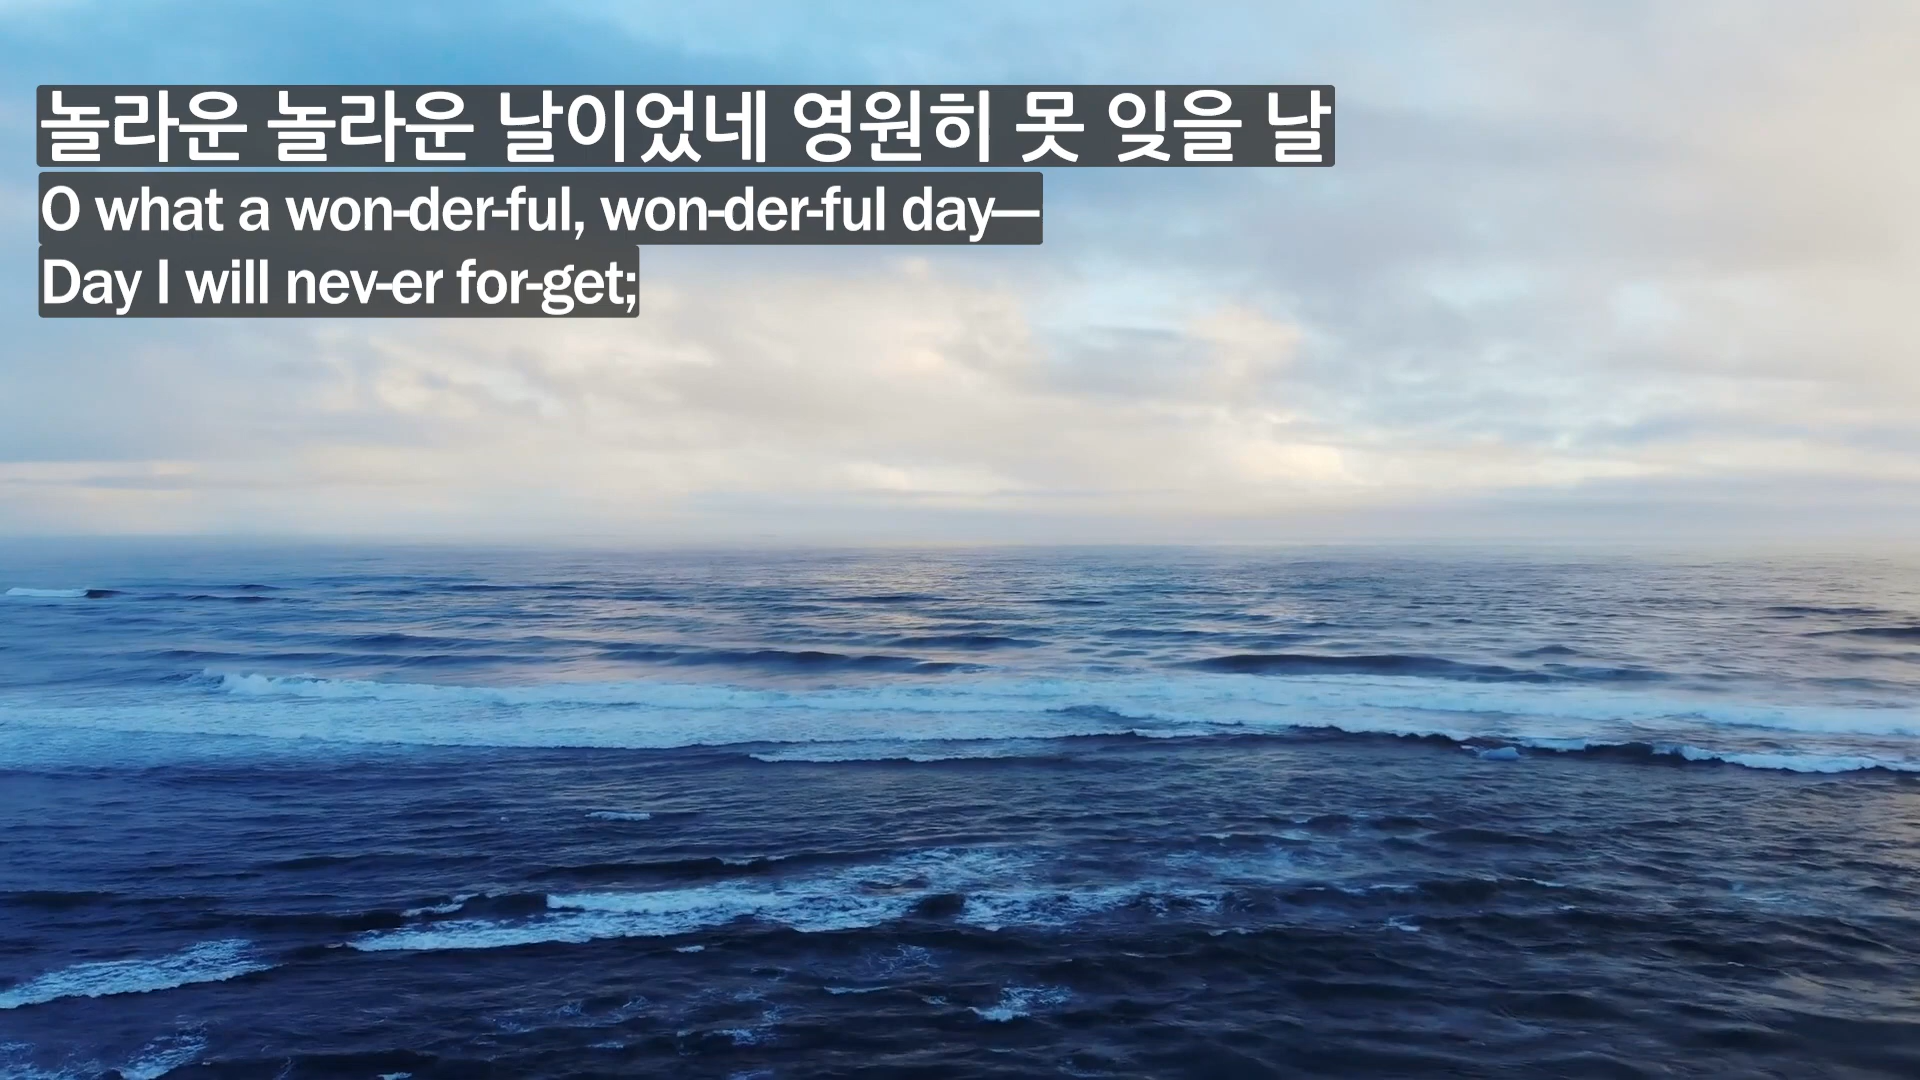 놀라운 놀라운 날이었네 영원히 못 잊을 날
O what a won-der-ful, won-der-ful day—
Day I will nev-er for-get;